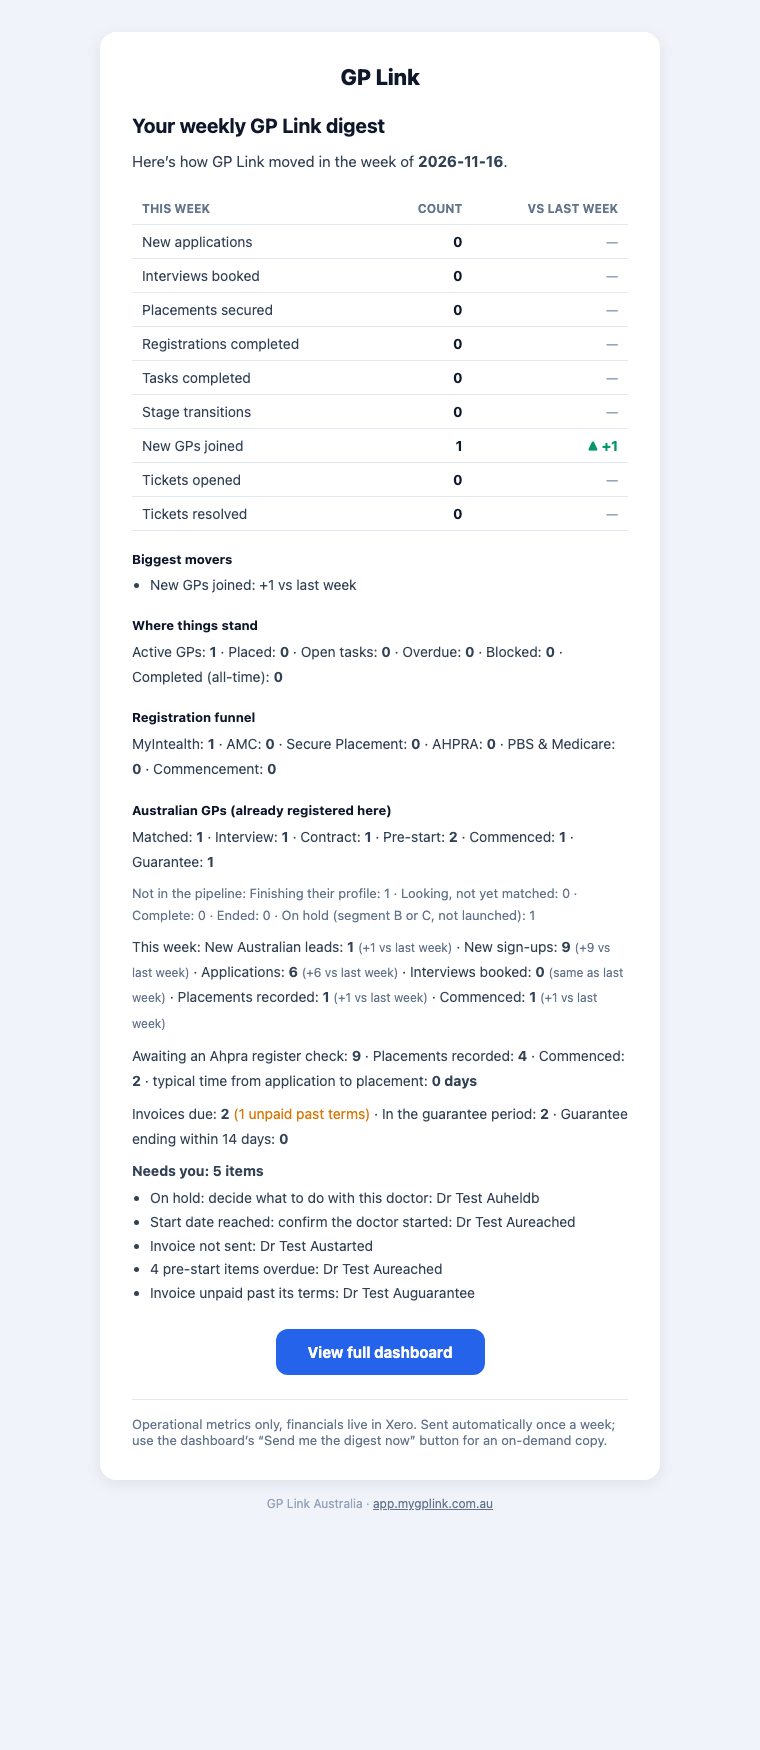 GP Link
Your weekly GP Link digest
Here's how GP Link moved in the week of 2026-11-16.
THIS WEEK COUNT VS LAST WEEK
New applications 0 —
Interviews booked 0 —
Placements secured 0 —
Registrations completed 0 —
Tasks completed 0 —
Stage transitions 0 —
New GPs joined 1 ▲ +1
Tickets opened 0 —
Tickets resolved 0 —
Biggest movers
• New GPs joined: +1 vs last week
Where things stand
Active GPs: 1 · Placed: 0 · Open tasks: 0 · Overdue: 0 · Blocked: 0 ·
Completed (all-time): 0
Registration funnel
MyIntealth: 1 · AMC: 0 · Secure Placement: 0 · AHPRA: 0 · PBS & Medicare:
0 · Commencement: 0
Australian GPs (already registered here)
Matched: 1 · Interview: 1 · Contract: 1 · Pre-start: 2 · Commenced: 1 ·
Guarantee: 1
Not in the pipeline: Finishing their profile: 1 · Looking, not yet matched: 0 ·
Complete: 0 · Ended: 0 · On hold (segment B or C, not launched): 1
This week: New Australian leads: 1 (+1 vs last week) · New sign-ups: 9 (+9 vs
last week) · Applications: 6 (+6 vs last week) · Interviews booked: 0 (same as last
week) · Placements recorded: 1 (+1 vs last week) · Commenced: 1 (+1 vs last
week)
Awaiting an Ahpra register check: 9 · Placements recorded: 4 · Commenced:
2 · typical time from application to placement: 0 days
Invoices due: 2 (1 unpaid past terms) · In the guarantee period: 2 · Guarantee
ending within 14 days: 0
Needs you: 5 items
• On hold: decide what to do with this doctor: Dr Test Auheldb
• Start date reached: confirm the doctor started: Dr Test Aureached
• Invoice not sent: Dr Test Austarted
• 4 pre-start items overdue: Dr Test Aureached
• Invoice unpaid past its terms: Dr Test Auguarantee
View full dashboard
Operational metrics only, financials live in Xero. Sent automatically once a week;
use the dashboard's “Send me the digest now” button for an on-demand copy.
GP Link Australia · app.mygplink.com.au